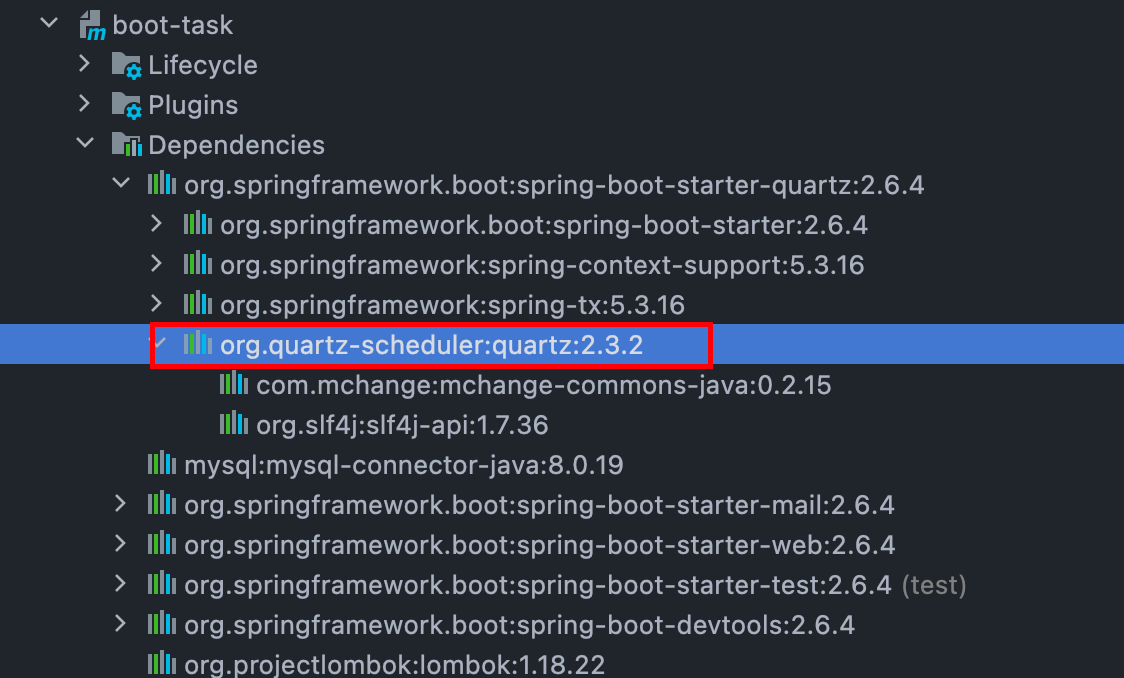 boot-task
Lifecycle
Plugins
Dependencies
org.springframework.boot:spring-boot-starter-quartz:2.6.4
org.springframework.boot:spring-boot-starter:2.6.4
org.springframework:spring-context-support:5.3.16
org.springframework:spring-tx:5.3.16
org.quartz-scheduler:quartz:2.3.2
com.mchange:mchange-commons-java:0.2.15
org.slf4j:slf4j-api:1.7.36
mysql:mysql-connector-java:8.0.19
org.springframework.boot:spring-boot-starter-mail:2.6.4
org.springframework.boot:spring-boot-starter-web:2.6.4
org.springframework.boot:spring-boot-starter-test:2.6.4 (test)
org.springframework.boot:spring-boot-devtools:2.6.4
org.projectlombok:lombok:1.18.22